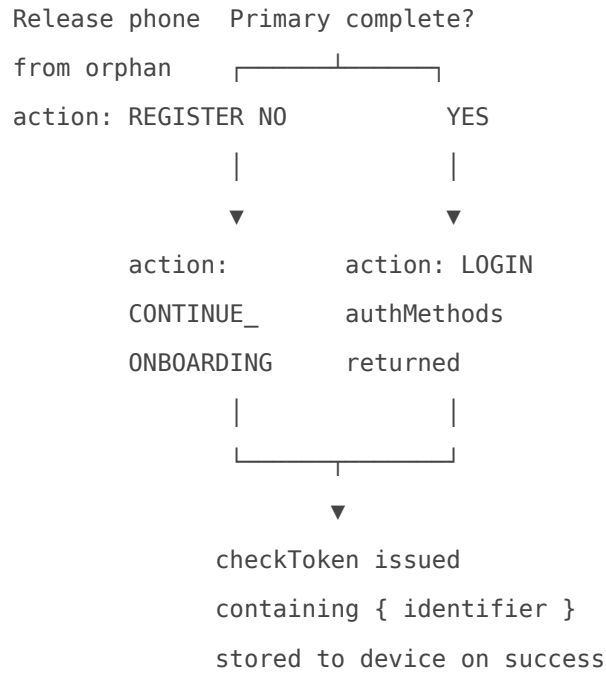 Release phone  Primary complete?
from orphan
action: REGISTER NO           YES
action:        action: LOGIN
CONTINUE_      authMethods
ONBOARDING     returned
checkToken issued
containing { identifier }
stored to device on success